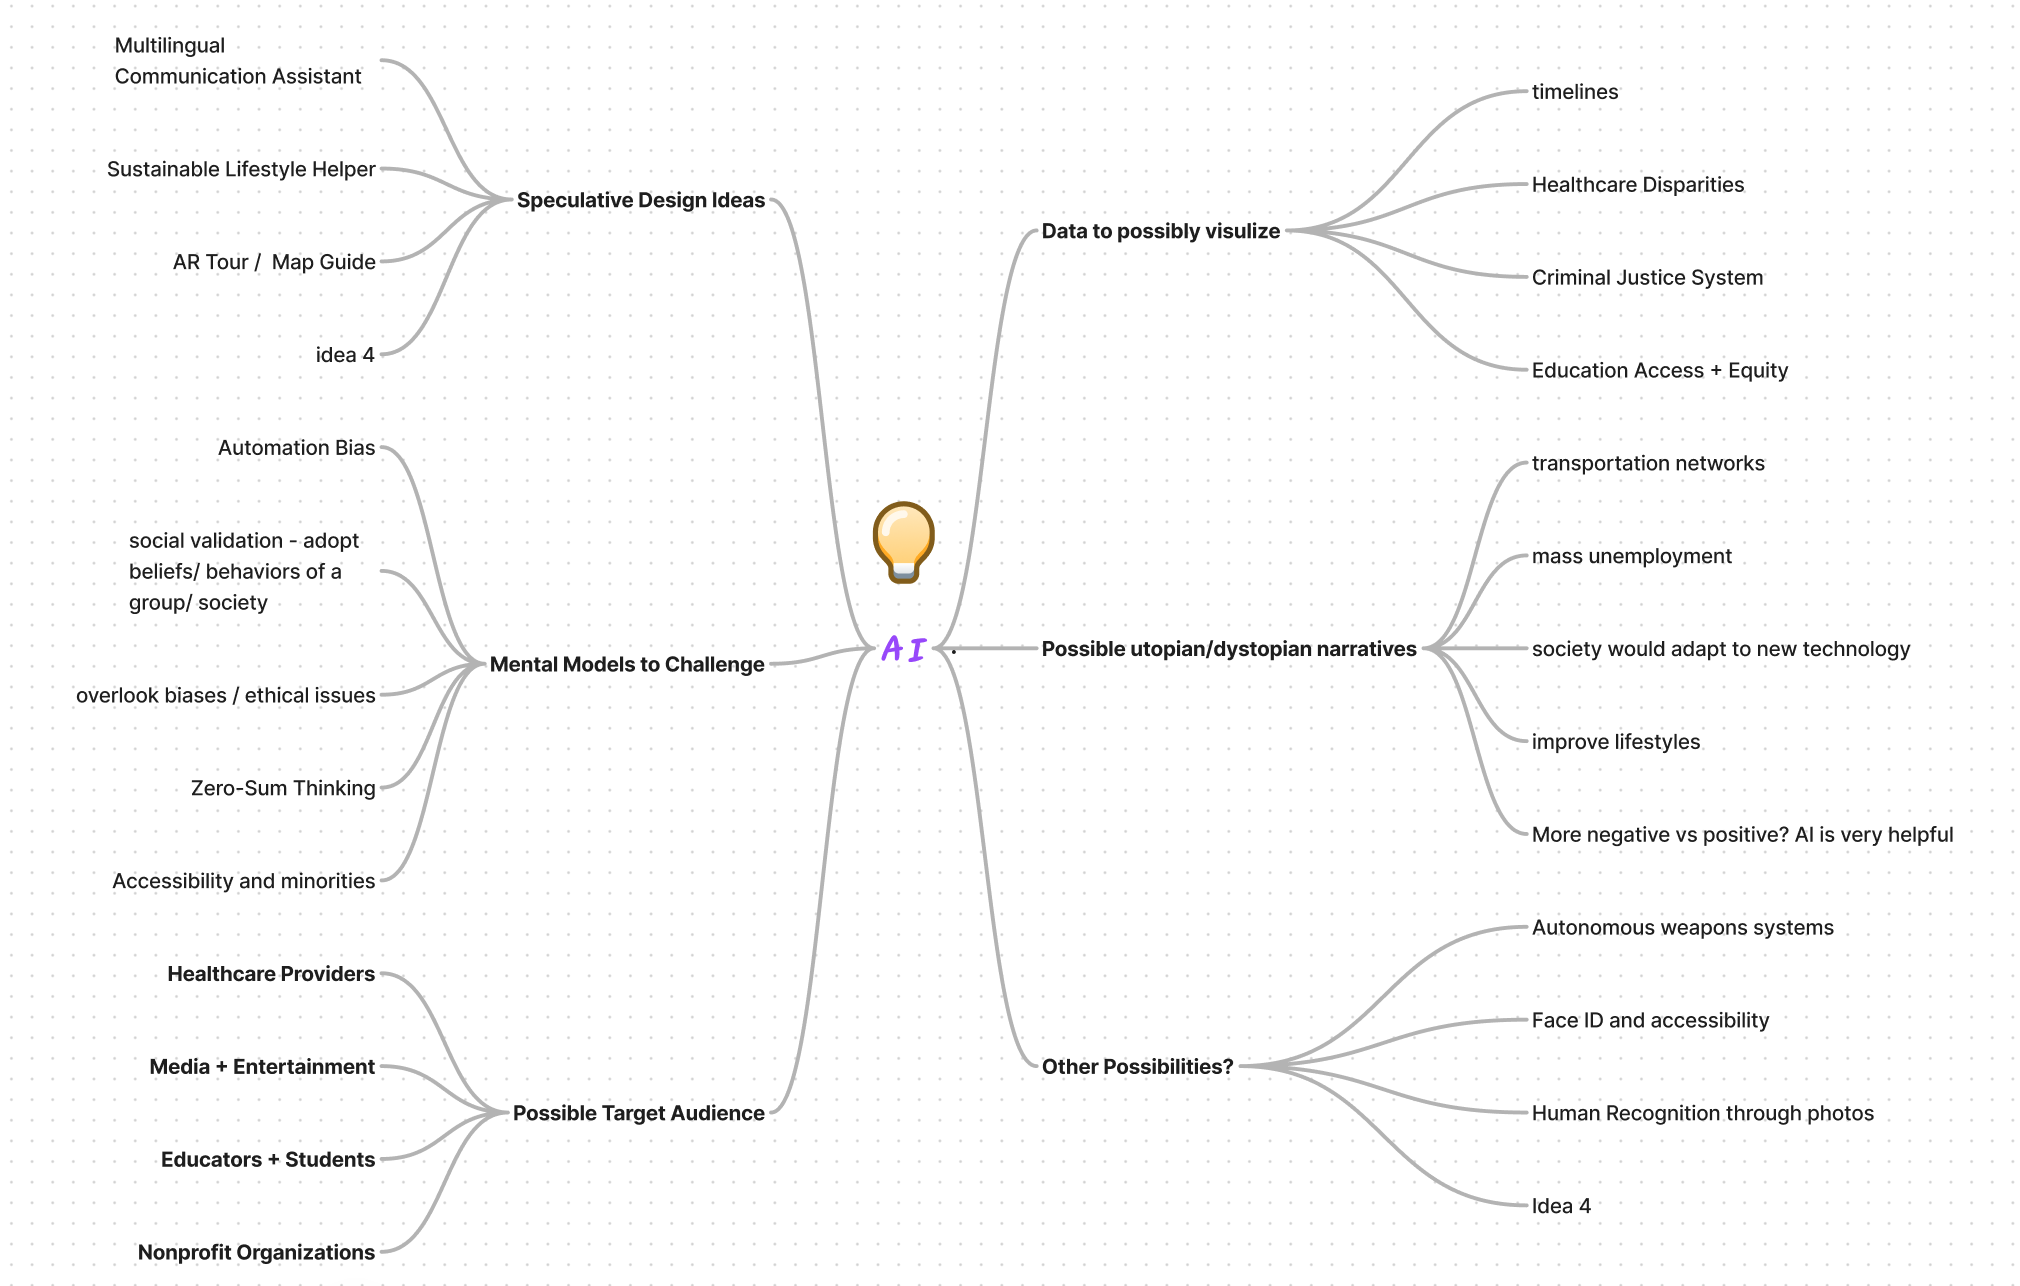 Multilingual
Communication Assistant
Sustainable Lifestyle Helper
AR Tour /  Map Guide
idea 4
Speculative Design Ideas
Automation Bias
social validation - adopt
beliefs/ behaviors of a
group/ society
overlook biases / ethical issues
Zero-Sum Thinking
Accessibility and minorities
Mental Models to Challenge
Healthcare Providers
Media + Entertainment
Educators + Students
Nonprofit Organizations
Possible Target Audience
AI
Data to possibly visulize
timelines
Healthcare Disparities
Criminal Justice System
Education Access + Equity
Possible utopian/dystopian narratives
transportation networks
mass unemployment
society would adapt to new technology
improve lifestyles
More negative vs positive? AI is very helpful
Other Possibilities?
Autonomous weapons systems
Face ID and accessibility
Human Recognition through photos
Idea 4